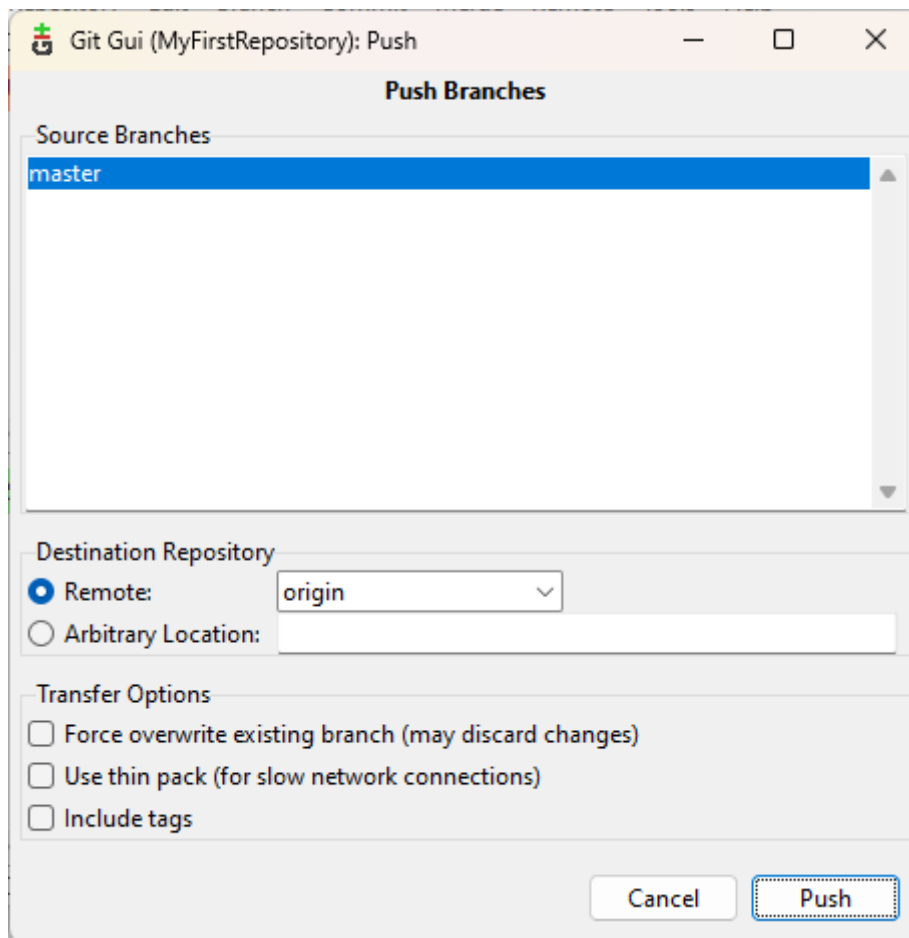 Git Gui (MyFirstRepository): Push
Push Branches
Source Branches
master
Destination Repository
Remote: origin
Arbitrary Location:
Transfer Options
Force overwrite existing branch (may discard changes)
Use thin pack (for slow network connections)
Include tags
Cancel Push